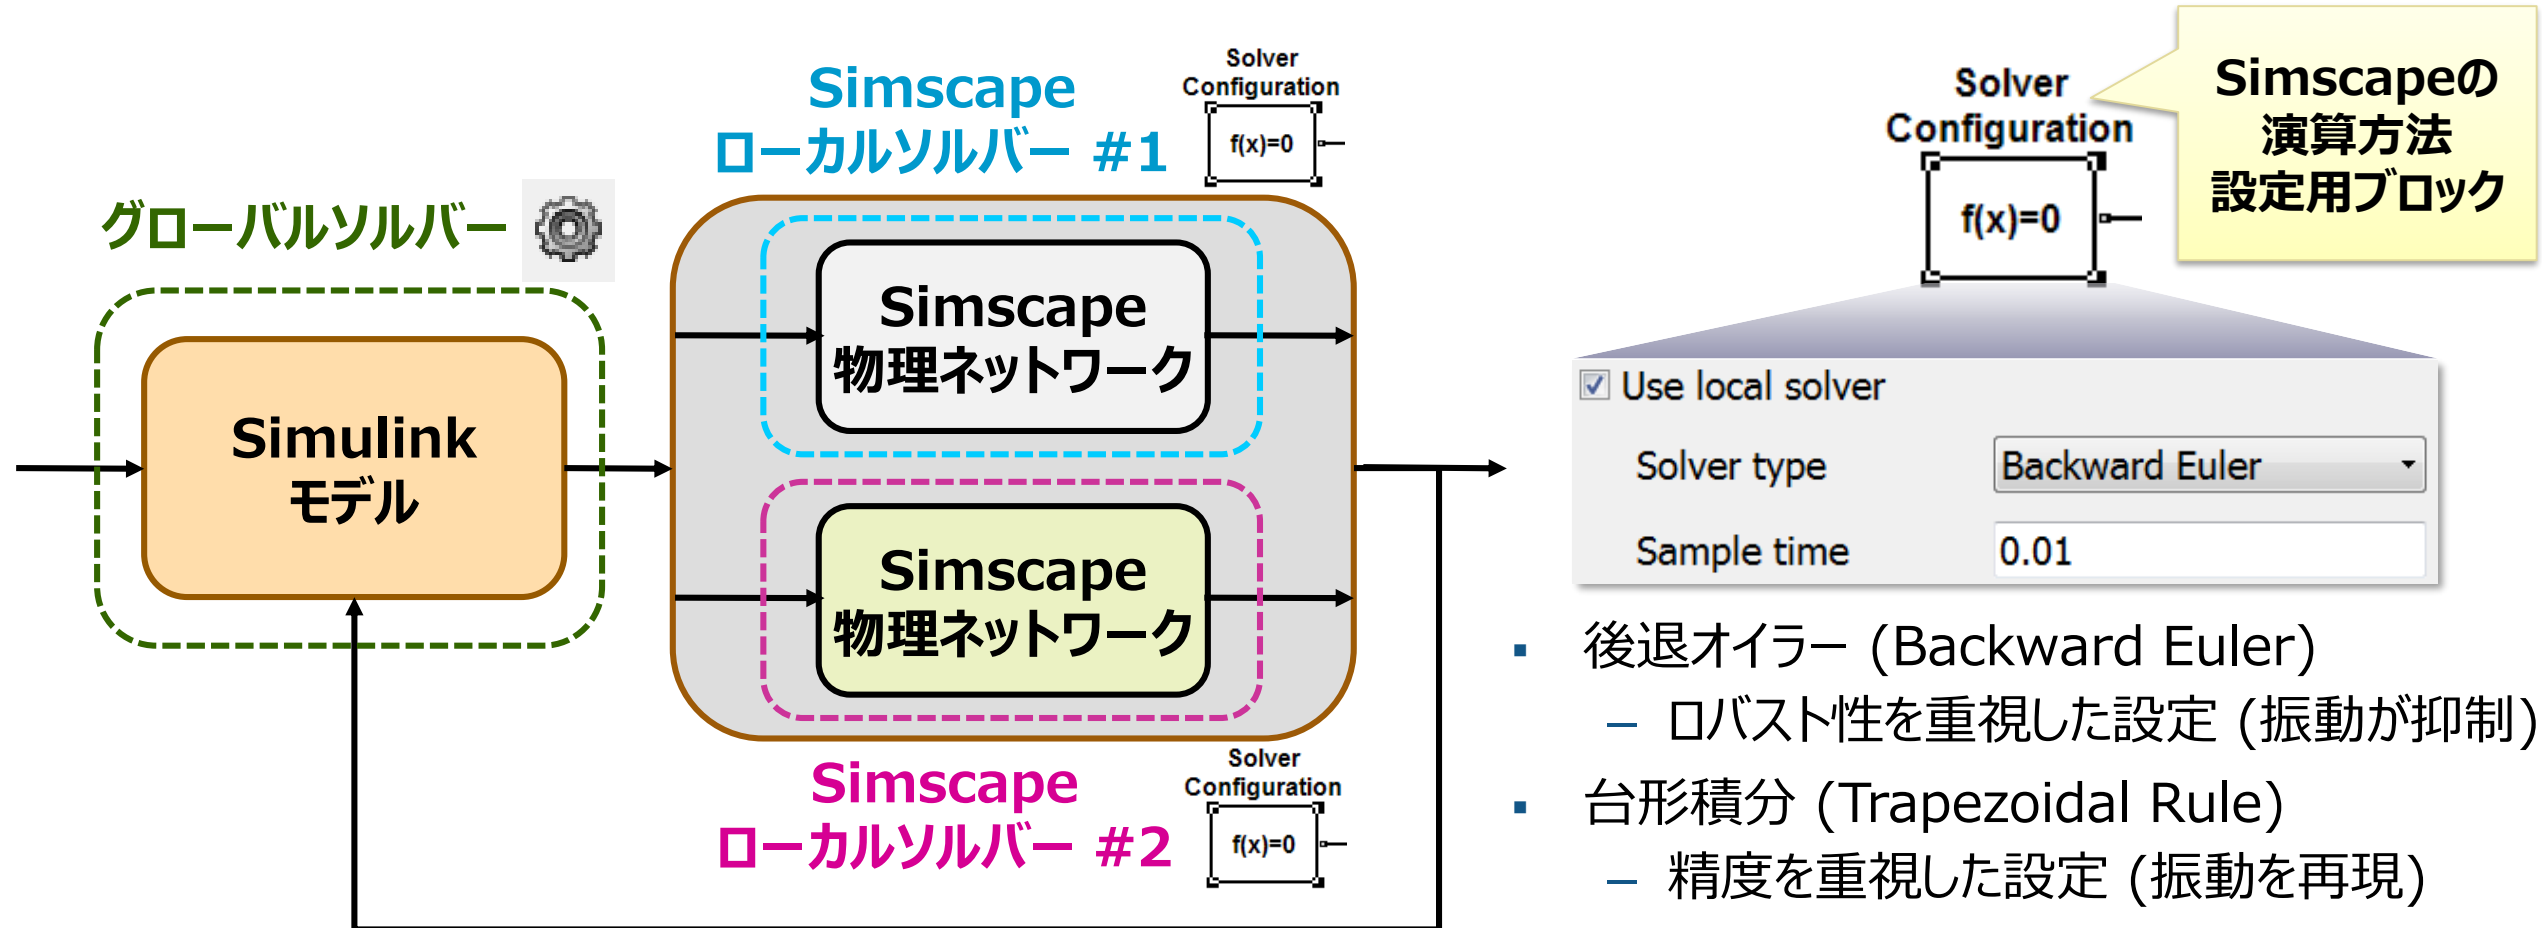 グローバルソルバー
Simulink
モデル
Simscape
ローカルソルバー #1
Solver
Configuration
f(x)=0
Simscape
物理ネットワーク
Simscape
物理ネットワーク
Simscape
ローカルソルバー #2
Solver
Configuration
f(x)=0
Solver
Configuration
f(x)=0
Simscapeの
演算方法
設定用ブロック
Use local solver
Solver type Backward Euler
Sample time 0.01
▪ 後退オイラー (Backward Euler)
– ロバスト性を重視した設定 (振動が抑制)
▪ 台形積分 (Trapezoidal Rule)
– 精度を重視した設定 (振動を再現)